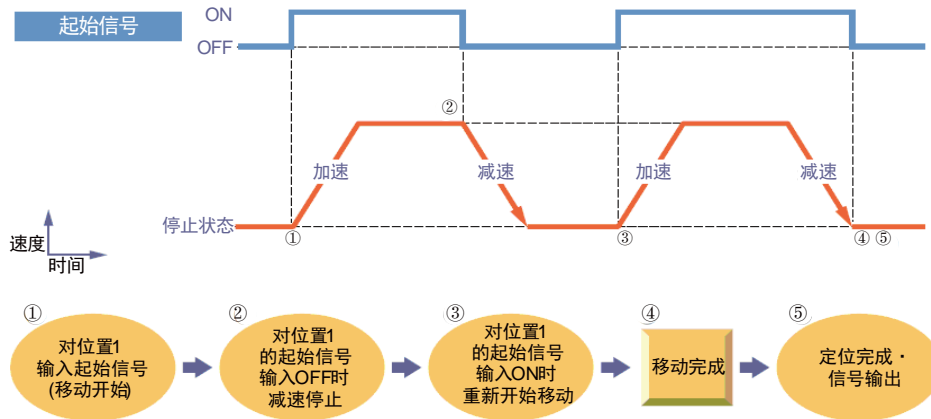 起始信号
ON
OFF
②
加速
减速
加速
减速
停止状态
①
③
④ ⑤
速度
时间
①
对位置1
输入起始信号
(移动开始)
②
对位置1
的起始信号
输入OFF时
减速停止
③
对位置1
的起始信号
输入ON时
重新开始移动
④
移动完成
⑤
定位完成・
信号输出